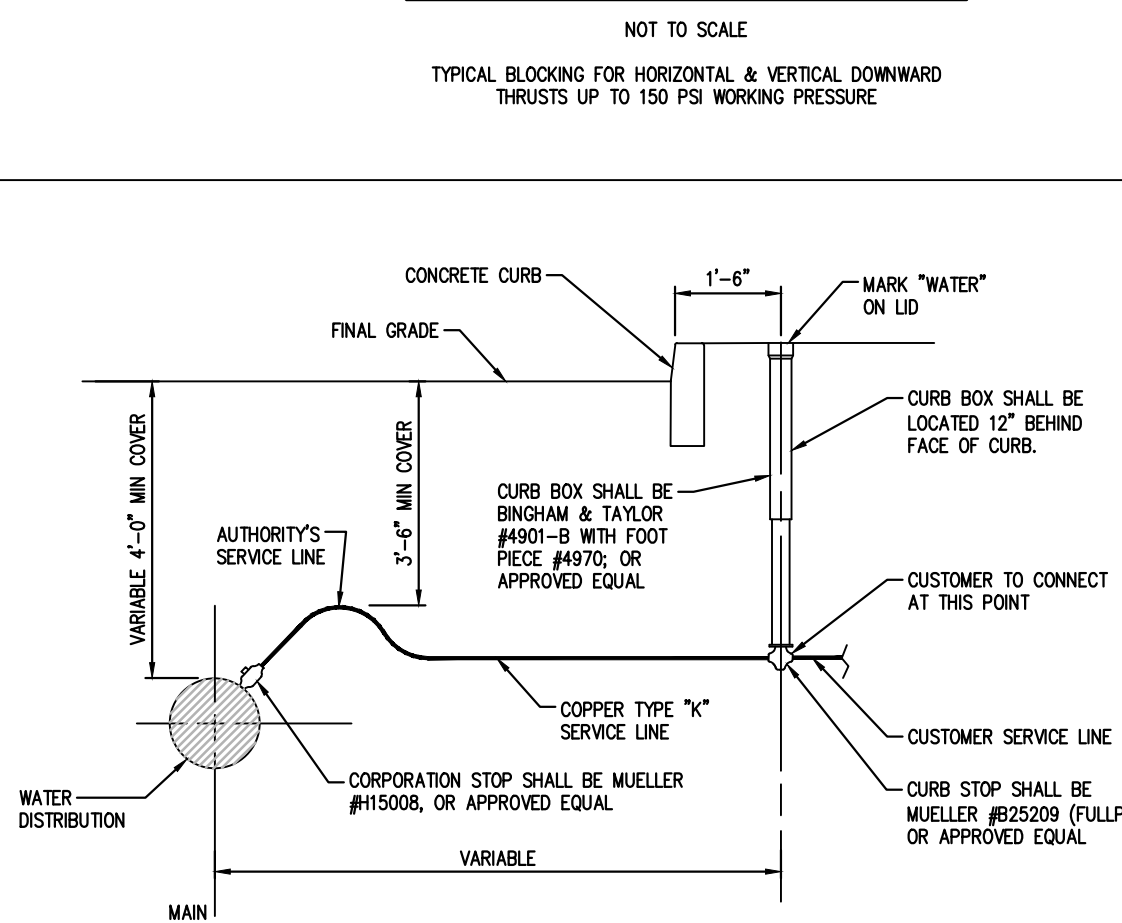 NOT TO SCALE
TYPICAL BLOCKING FOR HORIZONTAL & VERTICAL DOWNWARD
THRUSTS UP TO 150 PSI WORKING PRESSURE
CONCRETE CURB
1'-6"
MARK "WATER"
ON LID
FINAL GRADE
CURB BOX SHALL BE
LOCATED 12" BEHIND
FACE OF CURB.
VARIABLE 4'-0" MIN COVER
3'-6" MIN COVER
CURB BOX SHALL BE
BINGHAM & TAYLOR
#4901-B WITH FOOT
PIECE #4970; OR
APPROVED EQUAL
AUTHORITY'S
SERVICE LINE
CUSTOMER TO CONNECT
AT THIS POINT
COPPER TYPE "K"
SERVICE LINE
CUSTOMER SERVICE LINE
CORPORATION STOP SHALL BE MUELLER
#H15008, OR APPROVED EQUAL
WATER
DISTRIBUTION
CURB STOP SHALL BE
MUELLER #B25209 (FULLP
OR APPROVED EQUAL
VARIABLE
MAIN